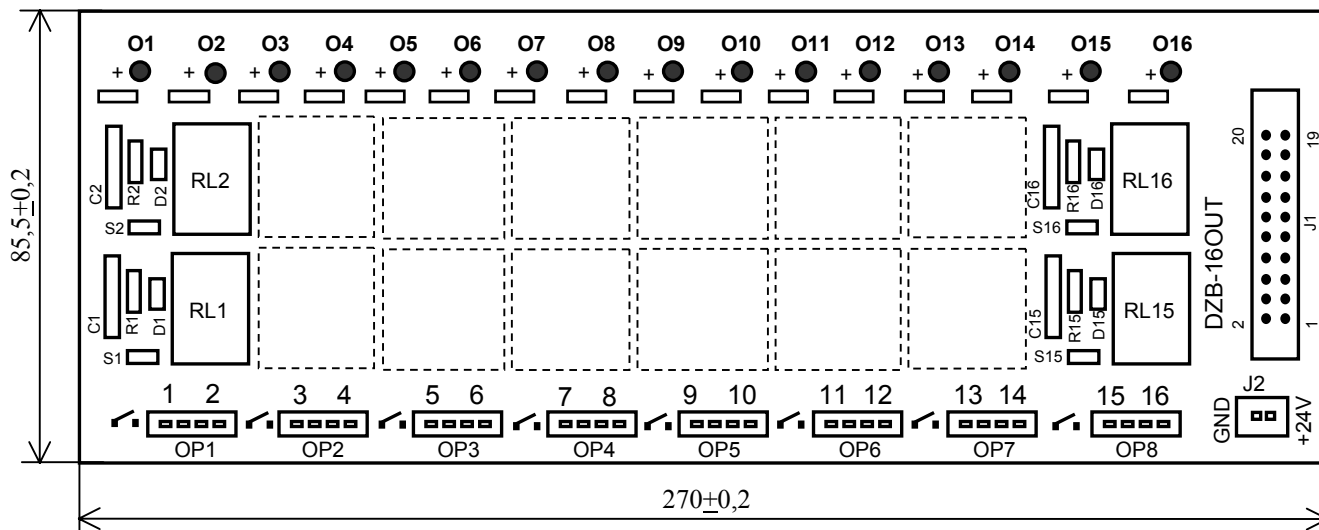 O1 O2 O3 O4 O5 O6 O7 O8 O9 O10 O11 O12 O13 O14 O15 O16
+ + + + + + + + + + + + + + + +
C2 R2 D2 RL2
S2
C1 R1 D1 RL1
S1
C16 R16 D16 RL16
S16
C15 R15 D15 RL15
S15
DZB-16OUT
20 19
J1
2 1
J2
GND +24V
1 2 3 4 5 6 7 8 9 10 11 12 13 14 15 16
OP1 OP2 OP3 OP4 OP5 OP6 OP7 OP8
85,5±0,2
270±0,2